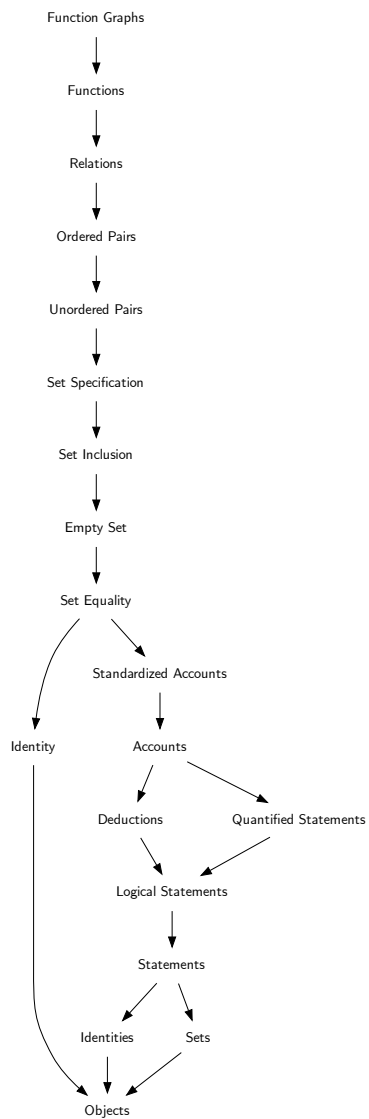 Function Graphs
Functions
Relations
Ordered Pairs
Unordered Pairs
Set Specification
Set Inclusion
Empty Set
Set Equality
Standardized Accounts
Identity
Accounts
Deductions
Quantified Statements
Logical Statements
Statements
Identities
Sets
Objects